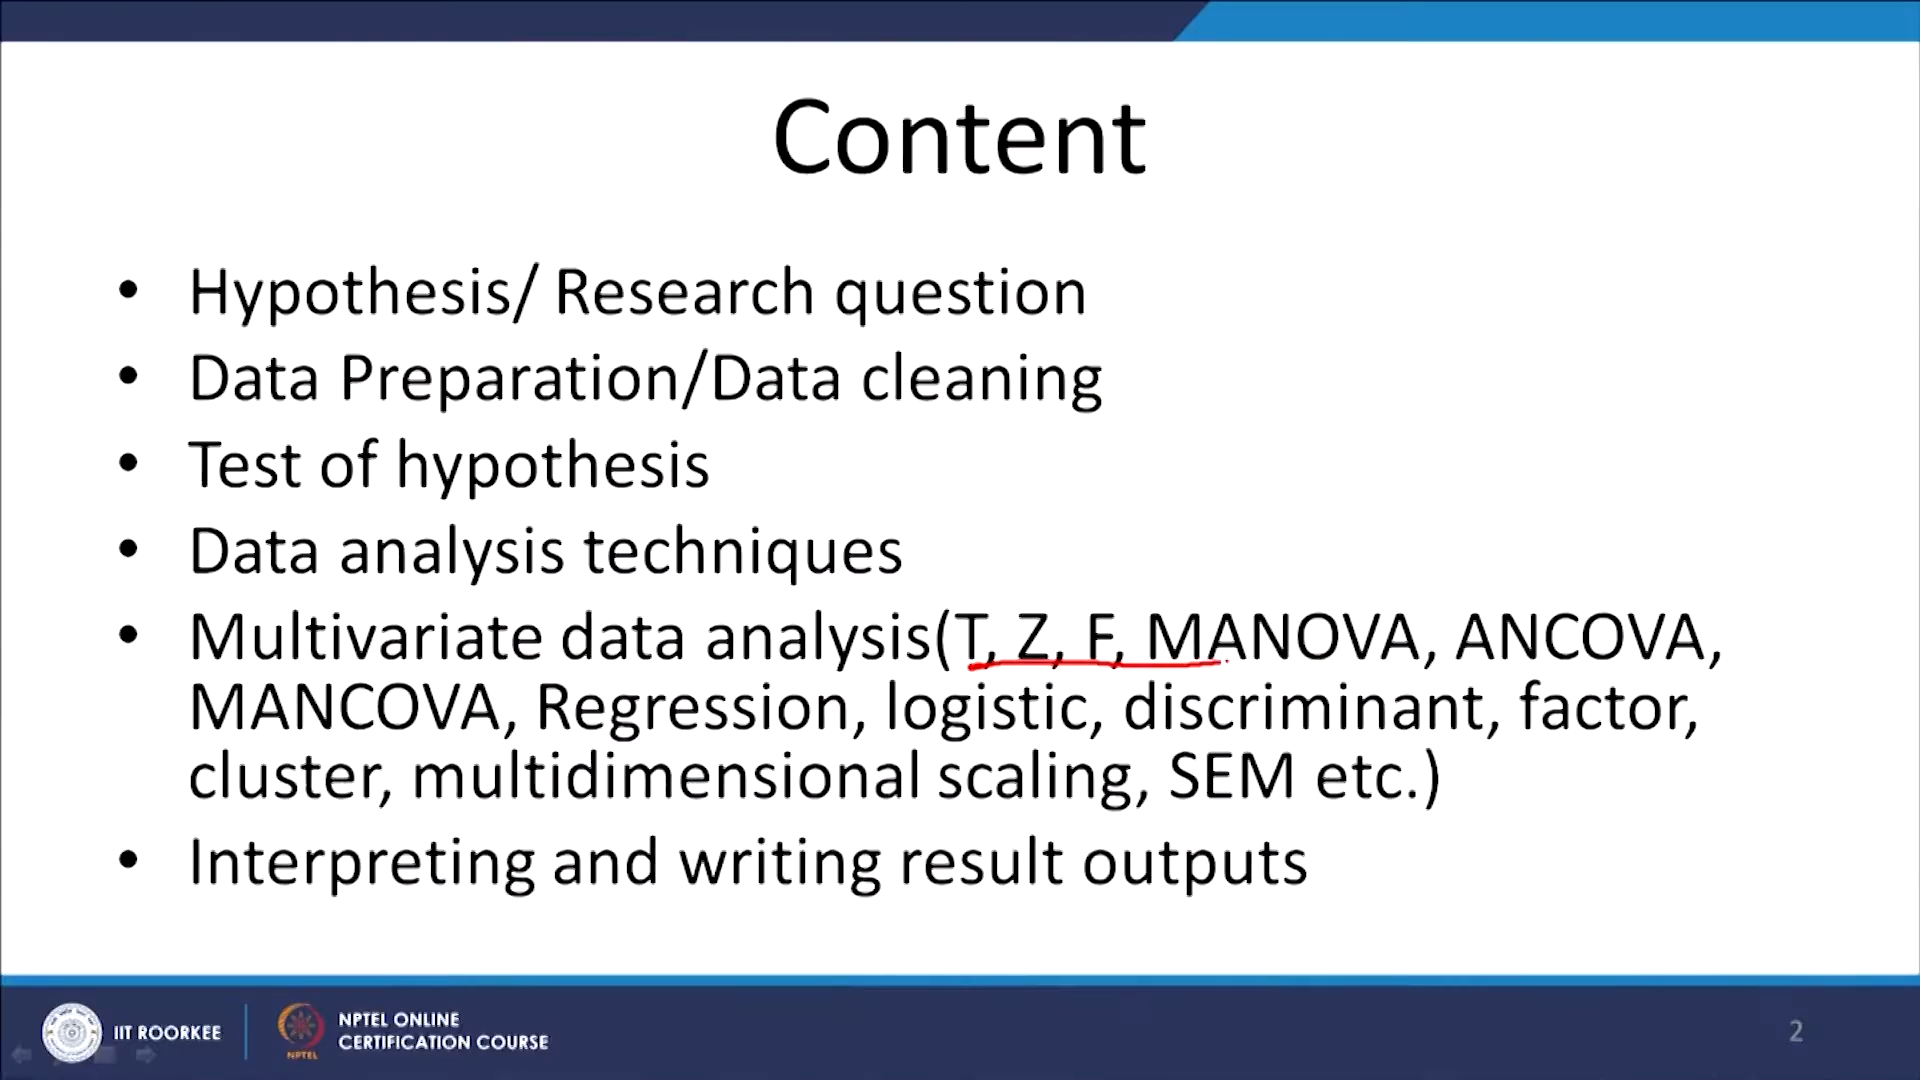 Content
• Hypothesis/ Research question
• Data Preparation/Data cleaning
• Test of hypothesis
• Data analysis techniques
• Multivariate data analysis(T, Z, F, MANOVA, ANCOVA,
MANCOVA, Regression, logistic, discriminant, factor,
cluster, multidimensional scaling, SEM etc.)
• Interpreting and writing result outputs
IIT ROORKEE
NPTEL
NPTEL ONLINE
CERTIFICATION COURSE
2